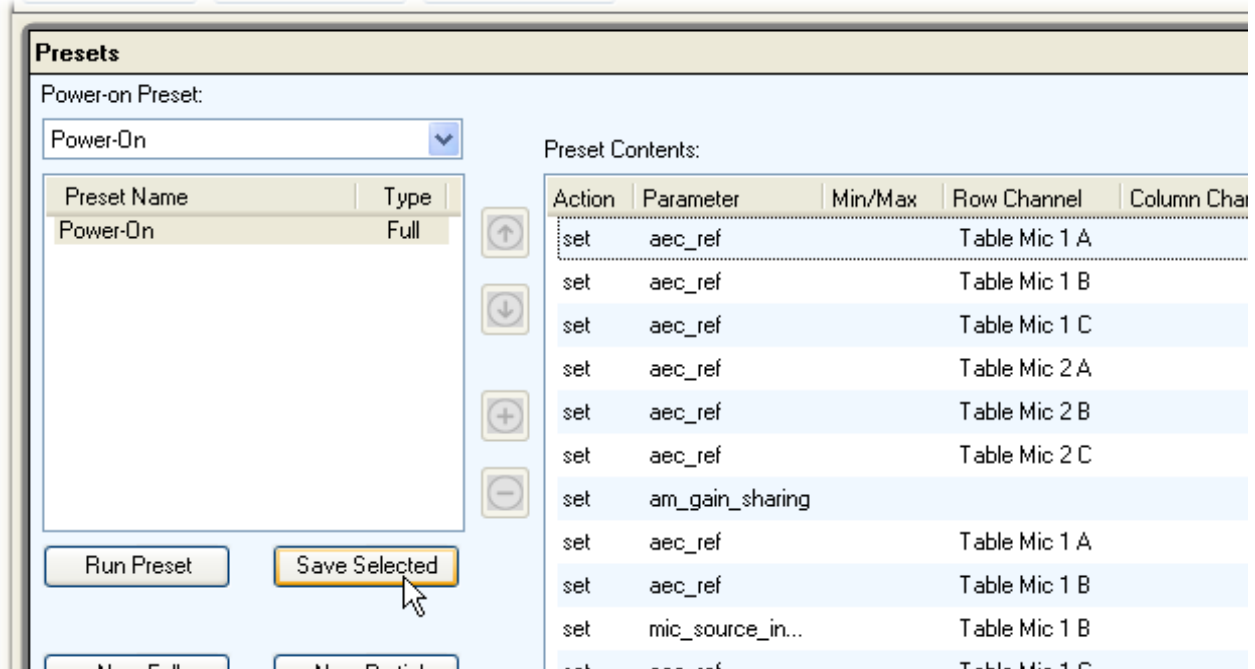 Presets
Power-on Preset:
Power-On
Preset Name Type
Power-On Full
Run Preset Save Selected
Preset Contents:
Action Parameter Min/Max Row Channel Column
set aec_ref Table Mic 1 A
set aec_ref Table Mic 1 B
set aec_ref Table Mic 1 C
set aec_ref Table Mic 2 A
set aec_ref Table Mic 2 B
set aec_ref Table Mic 2 C
set am_gain_sharing
set aec_ref Table Mic 1 A
set aec_ref Table Mic 1 B
set mic_source_in... Table Mic 1 B